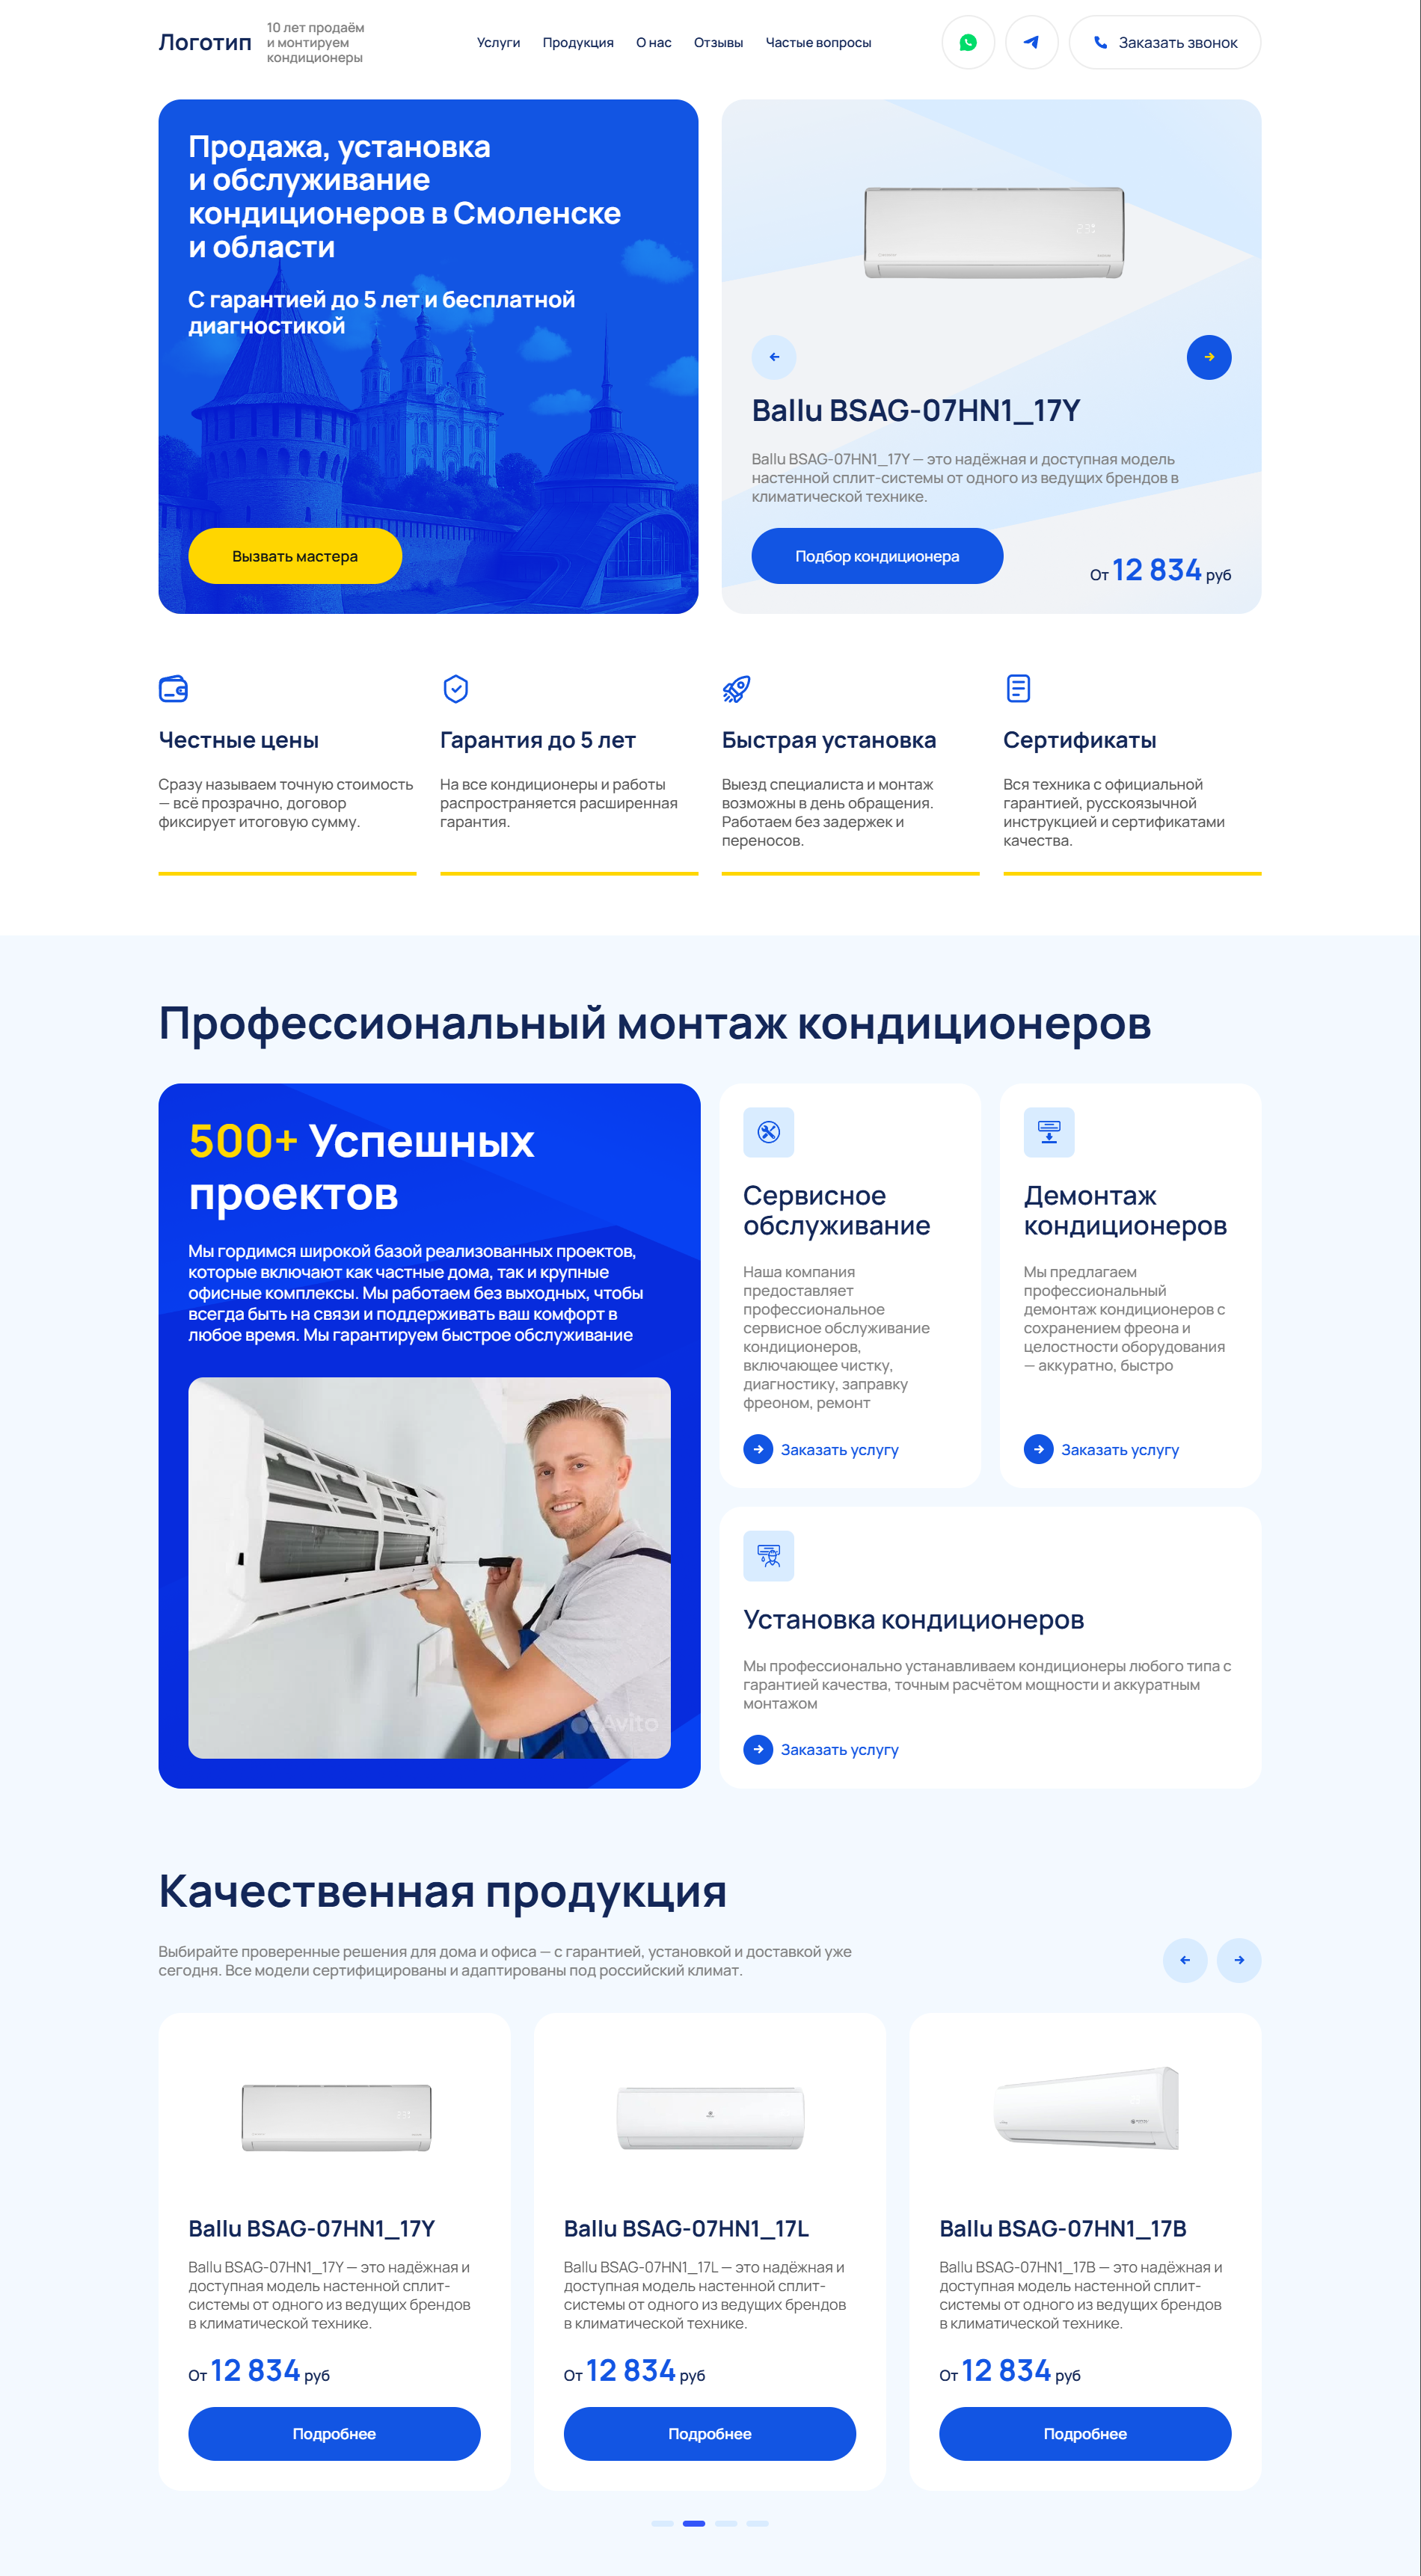 Логотип
10 лет продаём
и монтируем
кондиционеры
Услуги
Продукция
О нас
Отзывы
Частые вопросы
Заказать звонок
Продажа, установка
и обслуживание
кондиционеров в Смоленске
и области
С гарантией до 5 лет и бесплатной
диагностикой
Вызвать мастера
Ballu BSAG-07HN1_17Y
Ballu BSAG-07HN1_17Y — это надёжная и доступная модель
настенной сплит-системы от одного из ведущих брендов в
климатической технике.
Подбор кондиционера
От 12 834 руб
Честные цены
Сразу называем точную стоимость
— всё прозрачно, договор
фиксирует итоговую сумму.
Гарантия до 5 лет
На все кондиционеры и работы
распространяется расширенная
гарантия.
Быстрая установка
Выезд специалиста и монтаж
возможны в день обращения.
Работаем без задержек и
переносов.
Сертификаты
Вся техника с официальной
гарантией, русскоязычной
инструкцией и сертификатами
качества.
Профессиональный монтаж кондиционеров
500+ Успешных
проектов
Мы гордимся широкой базой реализованных проектов,
которые включают как частные дома, так и крупные
офисные комплексы. Мы работаем без выходных, чтобы
всегда быть на связи и поддерживать ваш комфорт в
любое время. Мы гарантируем быстрое обслуживание
Avito
Сервисное
обслуживание
Наша компания
предоставляет
профессиональное
сервисное обслуживание
кондиционеров,
включающее чистку,
диагностику, заправку
фреоном, ремонт
Заказать услугу
Демонтаж
кондиционеров
Мы предлагаем
профессиональный
демонтаж кондиционеров с
сохранением фреона и
целостности оборудования
— аккуратно, быстро
Заказать услугу
Установка кондиционеров
Мы профессионально устанавливаем кондиционеры любого типа с
гарантией качества, точным расчётом мощности и аккуратным
монтажом
Заказать услугу
Качественная продукция
Выбирайте проверенные решения для дома и офиса — с гарантией, установкой и доставкой уже
сегодня. Все модели сертифицированы и адаптированы под российский климат.
Ballu BSAG-07HN1_17Y
Ballu BSAG-07HN1_17Y — это надёжная и
доступная модель настенной сплит-
системы от одного из ведущих брендов
в климатической технике.
От 12 834 руб
Подробнее
Ballu BSAG-07HN1_17L
Ballu BSAG-07HN1_17L — это надёжная и
доступная модель настенной сплит-
системы от одного из ведущих брендов
в климатической технике.
От 12 834 руб
Подробнее
Ballu BSAG-07HN1_17B
Ballu BSAG-07HN1_17B — это надёжная и
доступная модель настенной сплит-
системы от одного из ведущих брендов
в климатической технике.
От 12 834 руб
Подробнее